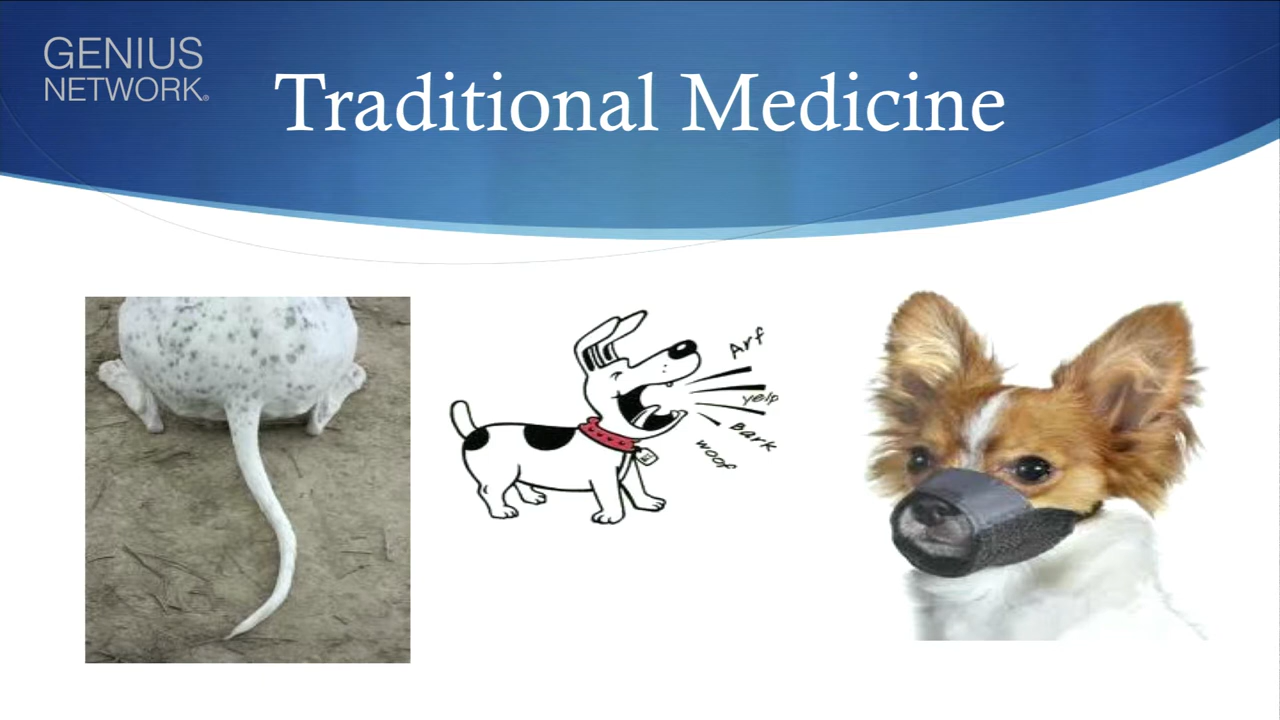 GENIUS
NETWORK®
Traditional Medicine
Arf
yelp
Bark
woof